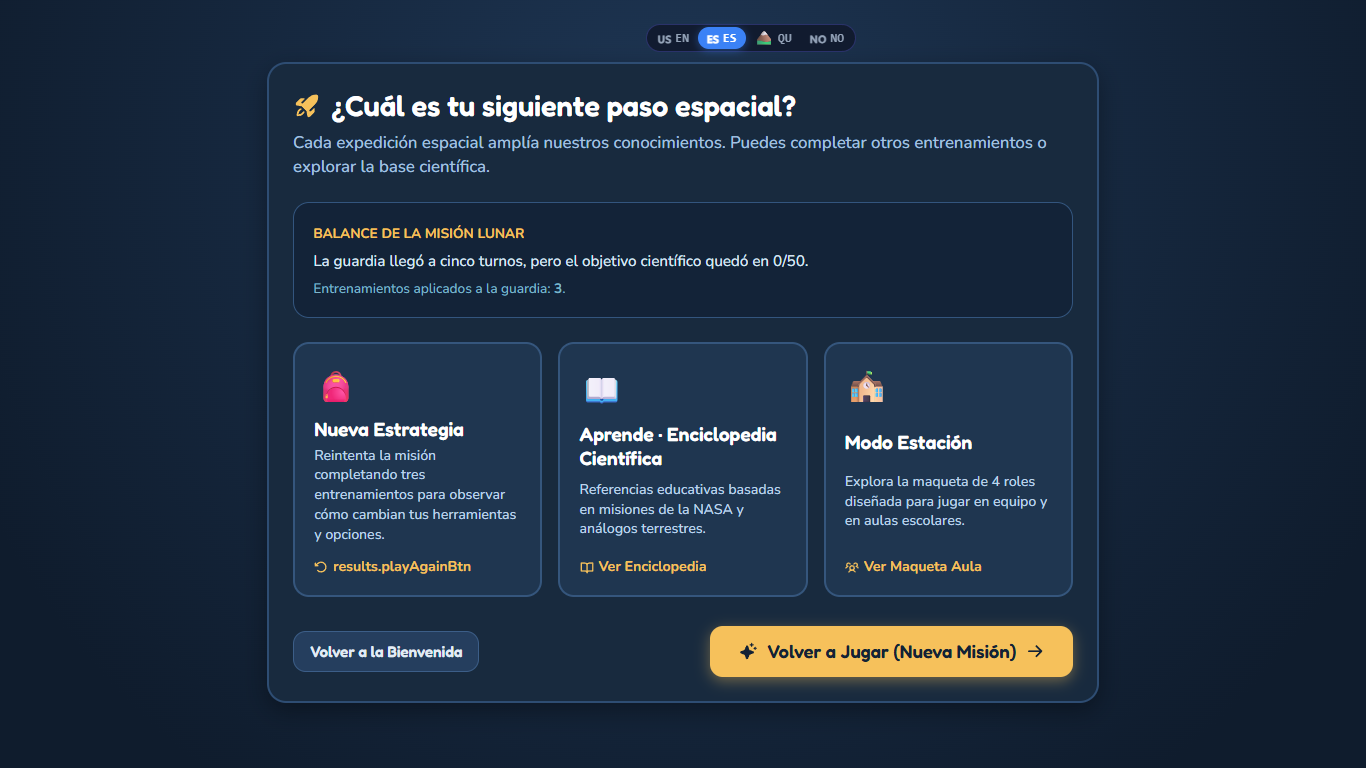 US EN ES ES QU NO NO
¿Cuál es tu siguiente paso espacial?
Cada expedición espacial amplía nuestros conocimientos. Puedes completar otros entrenamientos o
explorar la base científica.
BALANCE DE LA MISIÓN LUNAR
La guardia llegó a cinco turnos, pero el objetivo científico quedó en 0/50.
Entrenamientos aplicados a la guardia: 3.
Nueva Estrategia
Reintenta la misión
completando tres
entrenamientos para observar
cómo cambian tus herramientas
y opciones.
results.playAgainBtn
Aprende · Enciclopedia
Científica
Referencias educativas basadas
en misiones de la NASA y
análogos terrestres.
Ver Enciclopedia
Modo Estación
Explora la maqueta de 4 roles
diseñada para jugar en equipo y
en aulas escolares.
Ver Maqueta Aula
Volver a la Bienvenida
Volver a Jugar (Nueva Misión)